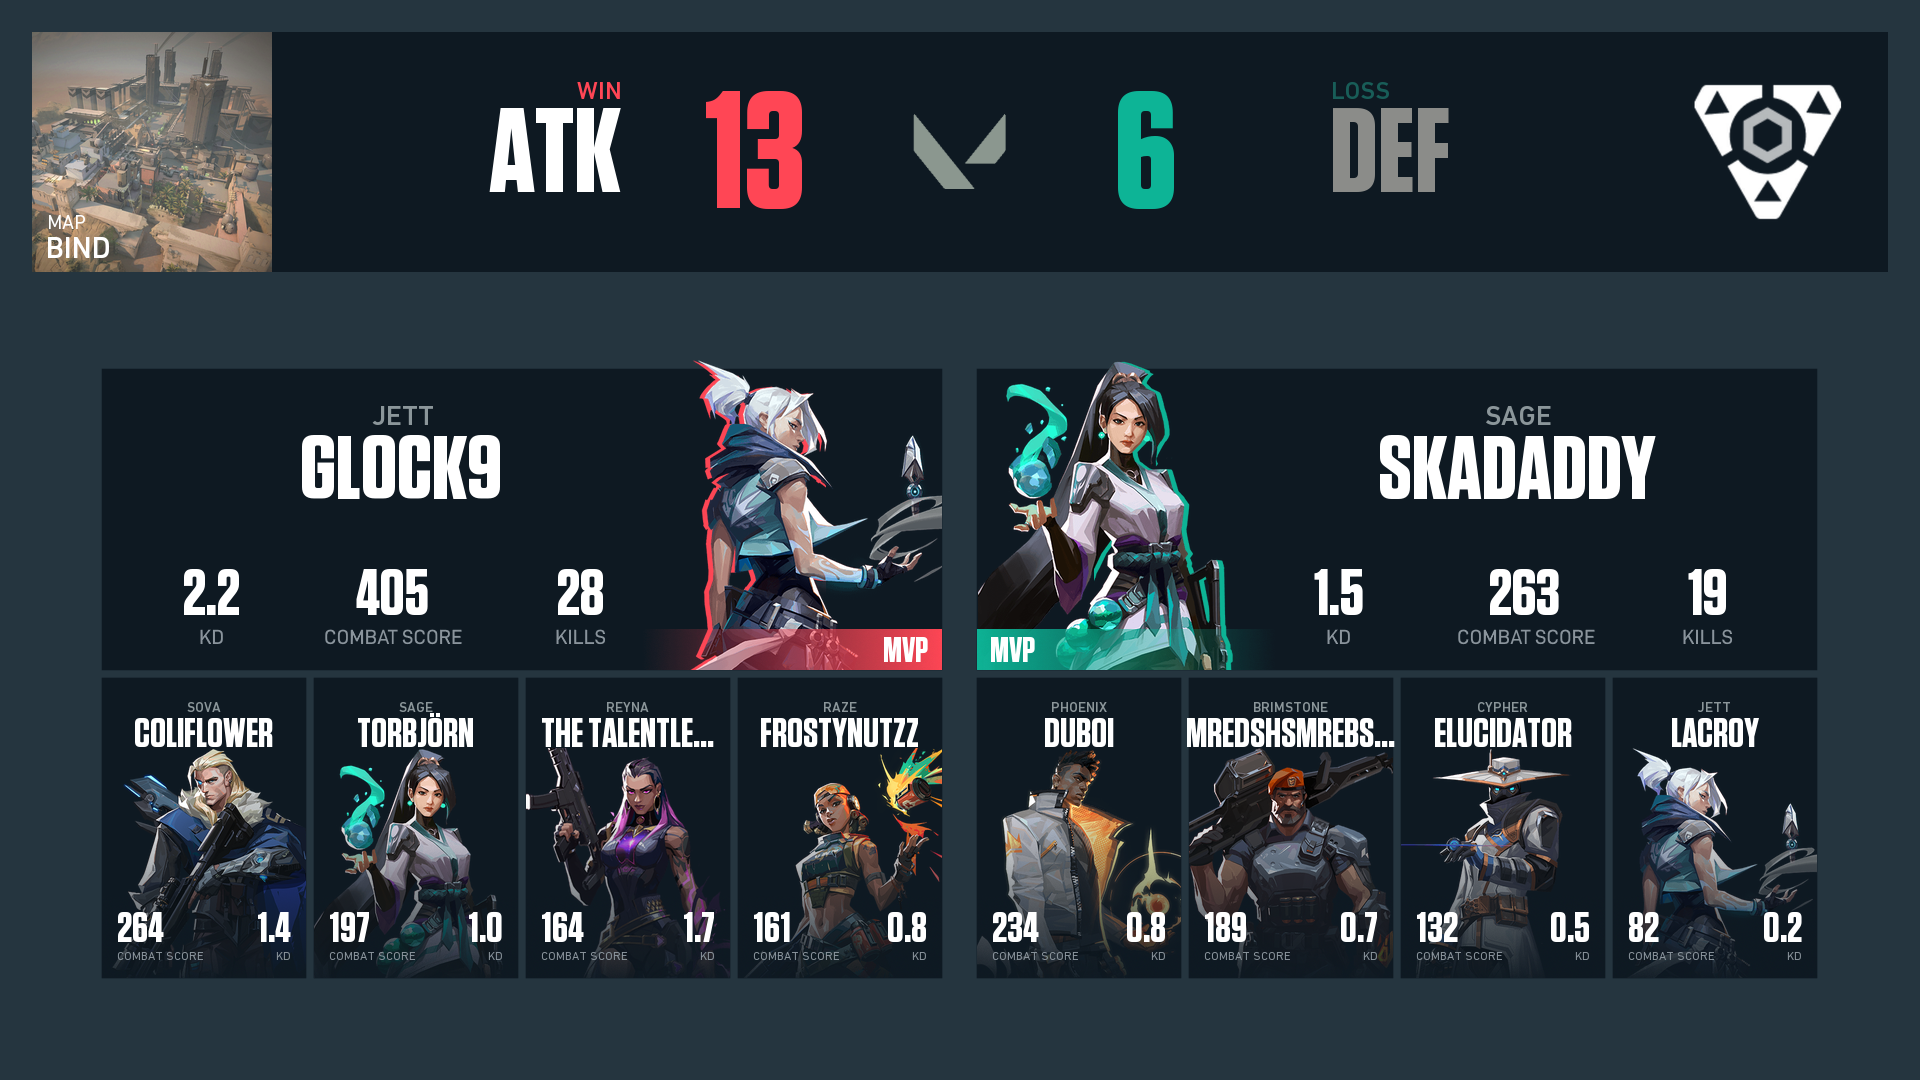 MAP
BIND
WIN
ATK
13
6
LOSS
DEF
JETT
GLOCK9
2.2
KD
405
COMBAT SCORE
28
KILLS
MVP
SAGE
SKADADDY
MVP
1.5
KD
263
COMBAT SCORE
19
KILLS
SOVA
COLIFLOWER
264
COMBAT SCORE
1.4
KD
SAGE
TORBJÖRN
197
COMBAT SCORE
1.0
KD
REYNA
THE TALENTLE...
164
COMBAT SCORE
1.7
KD
RAZE
FROSTYNUTZZ
161
COMBAT SCORE
0.8
KD
PHOENIX
DUBOI
234
COMBAT SCORE
0.8
KD
BRIMSTONE
MREDSHSMREBS...
189
COMBAT SCORE
0.7
KD
CYPHER
ELUCIDATOR
132
COMBAT SCORE
0.5
KD
JETT
LACROY
82
COMBAT SCORE
0.2
KD